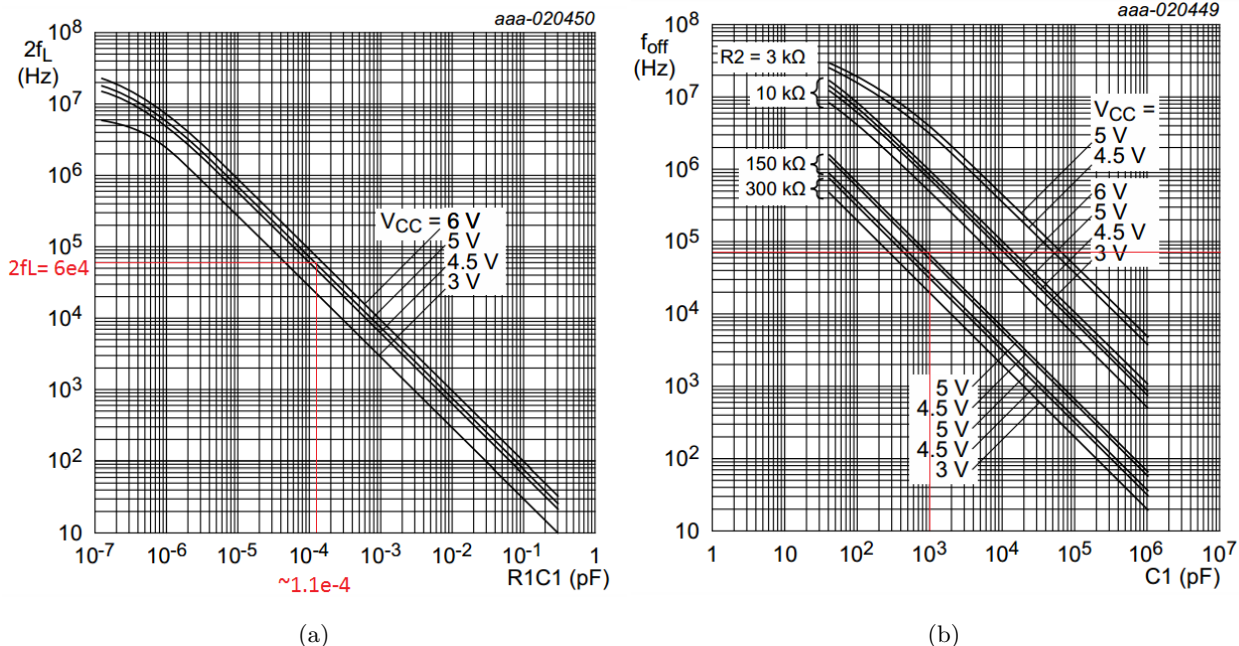 aaa-020450
2fL
(Hz)
10^8
10^7
10^6
10^5
2fL= 6e4
10^4
10^3
10^2
10
VCC = 6 V
5 V
4.5 V
3 V
10^-7
10^-6
10^-5
10^-4
10^-3
10^-2
10^-1
1
~1.1e-4
R1C1 (pF)
(a)
aaa-020449
foff
(Hz)
10^8
10^7
10^6
10^5
10^4
10^3
10^2
10
R2 = 3 kΩ
10 kΩ
150 kΩ
300 kΩ
VCC =
5 V
4.5 V
6 V
5 V
4.5 V
3 V
5 V
4.5 V
5 V
4.5 V
3 V
1
10
10^2
10^3
10^4
10^5
10^6
10^7
C1 (pF)
(b)